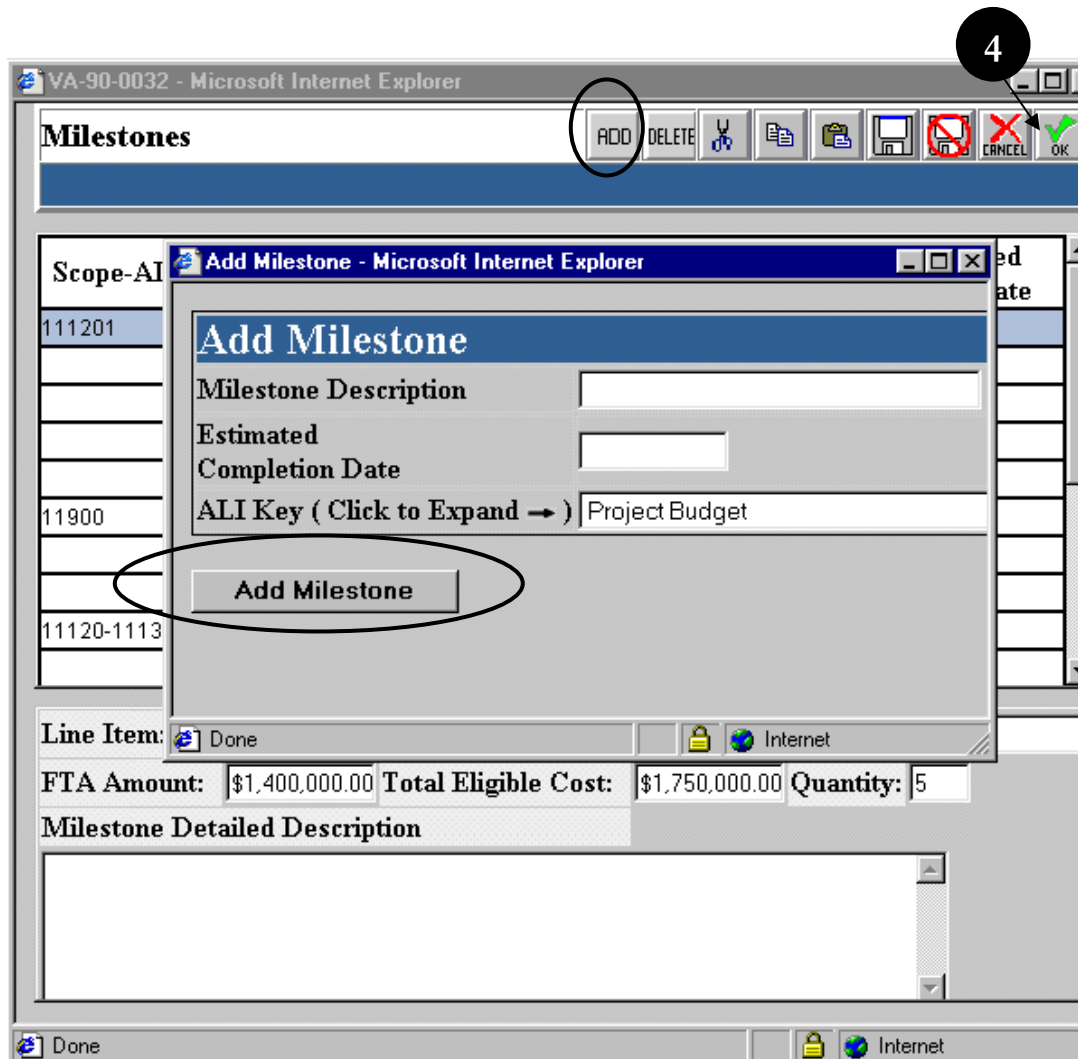 4
VA-90-0032 - Microsoft Internet Explorer
Milestones
ADD DELETE CANCEL OK
Scope-AL
Add Milestone - Microsoft Internet Explorer
ed
ate
111201
Add Milestone
Milestone Description
Estimated
Completion Date
ALI Key ( Click to Expand → ) Project Budget
11900
Add Milestone
11120-1113
Done Internet
Line Item:
FTA Amount: $1,400,000.00 Total Eligible Cost: $1,750,000.00 Quantity: 5
Milestone Detailed Description
Done Internet